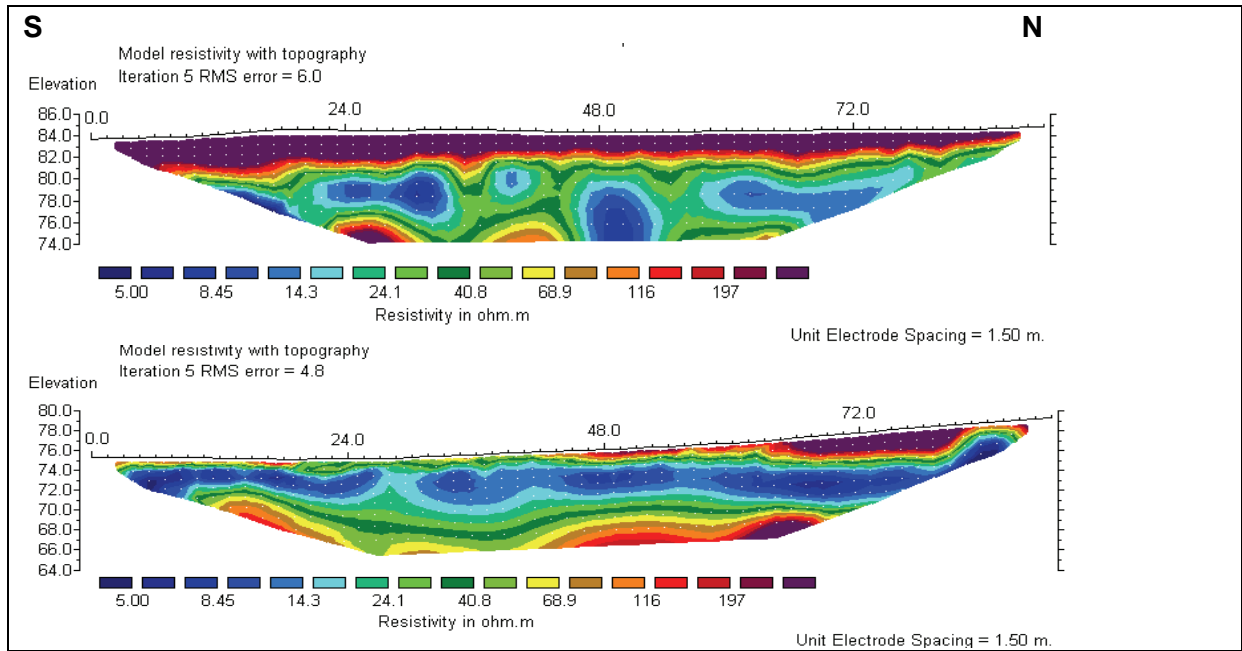 S N
Model resistivity with topography
Iteration 5 RMS error = 6.0
Elevation
0.0 24.0 48.0 72.0
86.0
84.0
82.0
80.0
78.0
76.0
74.0
5.00 8.45 14.3 24.1 40.8 68.9 116 197
Resistivity in ohm.m
Unit Electrode Spacing = 1.50 m.
Model resistivity with topography
Iteration 5 RMS error = 4.8
Elevation
0.0 24.0 48.0 72.0
80.0
78.0
76.0
74.0
72.0
70.0
68.0
66.0
64.0
5.00 8.45 14.3 24.1 40.8 68.9 116 197
Resistivity in ohm.m
Unit Electrode Spacing = 1.50 m.